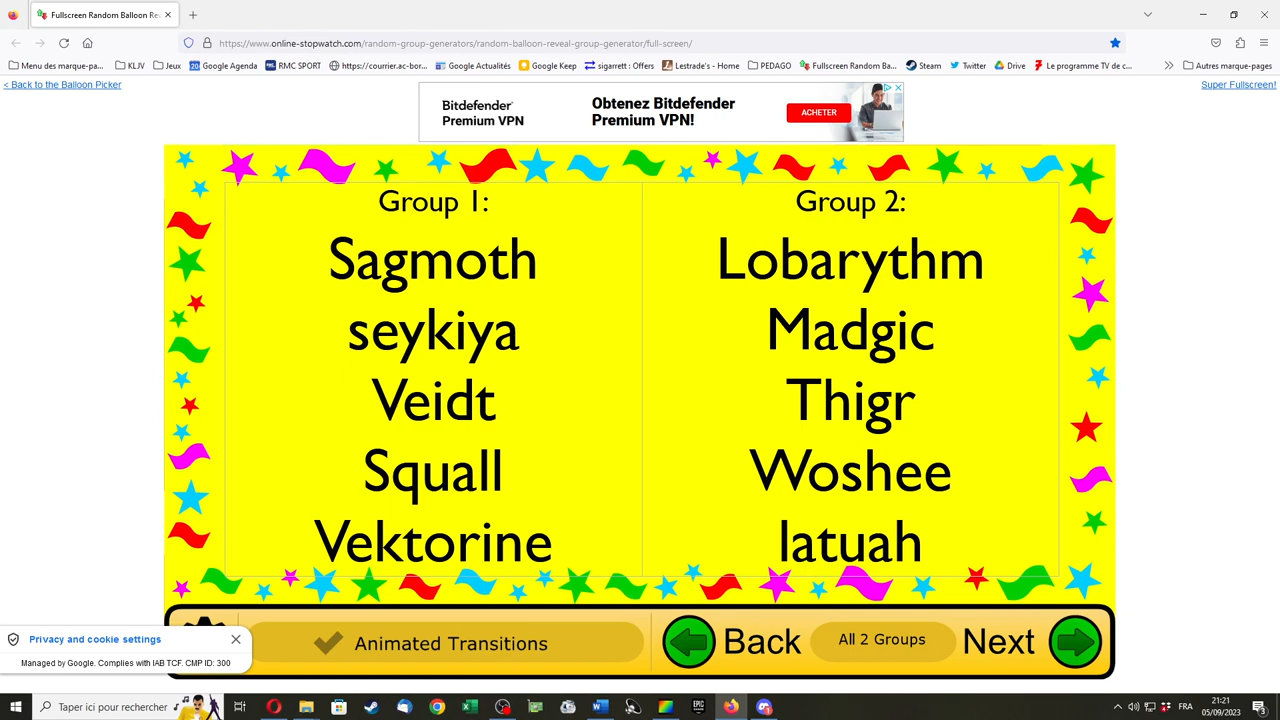 Fullscreen Random Balloon Re
https://www.online-stopwatch.com/random-group-generators/random-balloon-reveal-group-generator/full-screen/
Menu des marque-pa... KLJV Jeux 20 Google Agenda RMC SPORT https://courrier.ac-bor... Google Actualités Google Keep sigarrett : Offers Lestrade's - Home PEDAGO Fullscreen Random Ba... Steam Twitter Drive Le programme TV de c... Autres marque-pages
< Back to the Balloon Picker
Super Fullscreen!
Bitdefender
Premium VPN
Obtenez Bitdefender
Premium VPN!
ACHETER
Group 1:
Sagmoth
seykiya
Veidt
Squall
Vektorine
Group 2:
Lobarythm
Madgic
Thigr
Woshee
latuah
Privacy and cookie settings
Managed by Google. Complies with IAB TCF. CMP ID: 300
Animated Transitions
Back
All 2 Groups
Next
Taper ici pour rechercher
FRA
21:21
05/09/2023